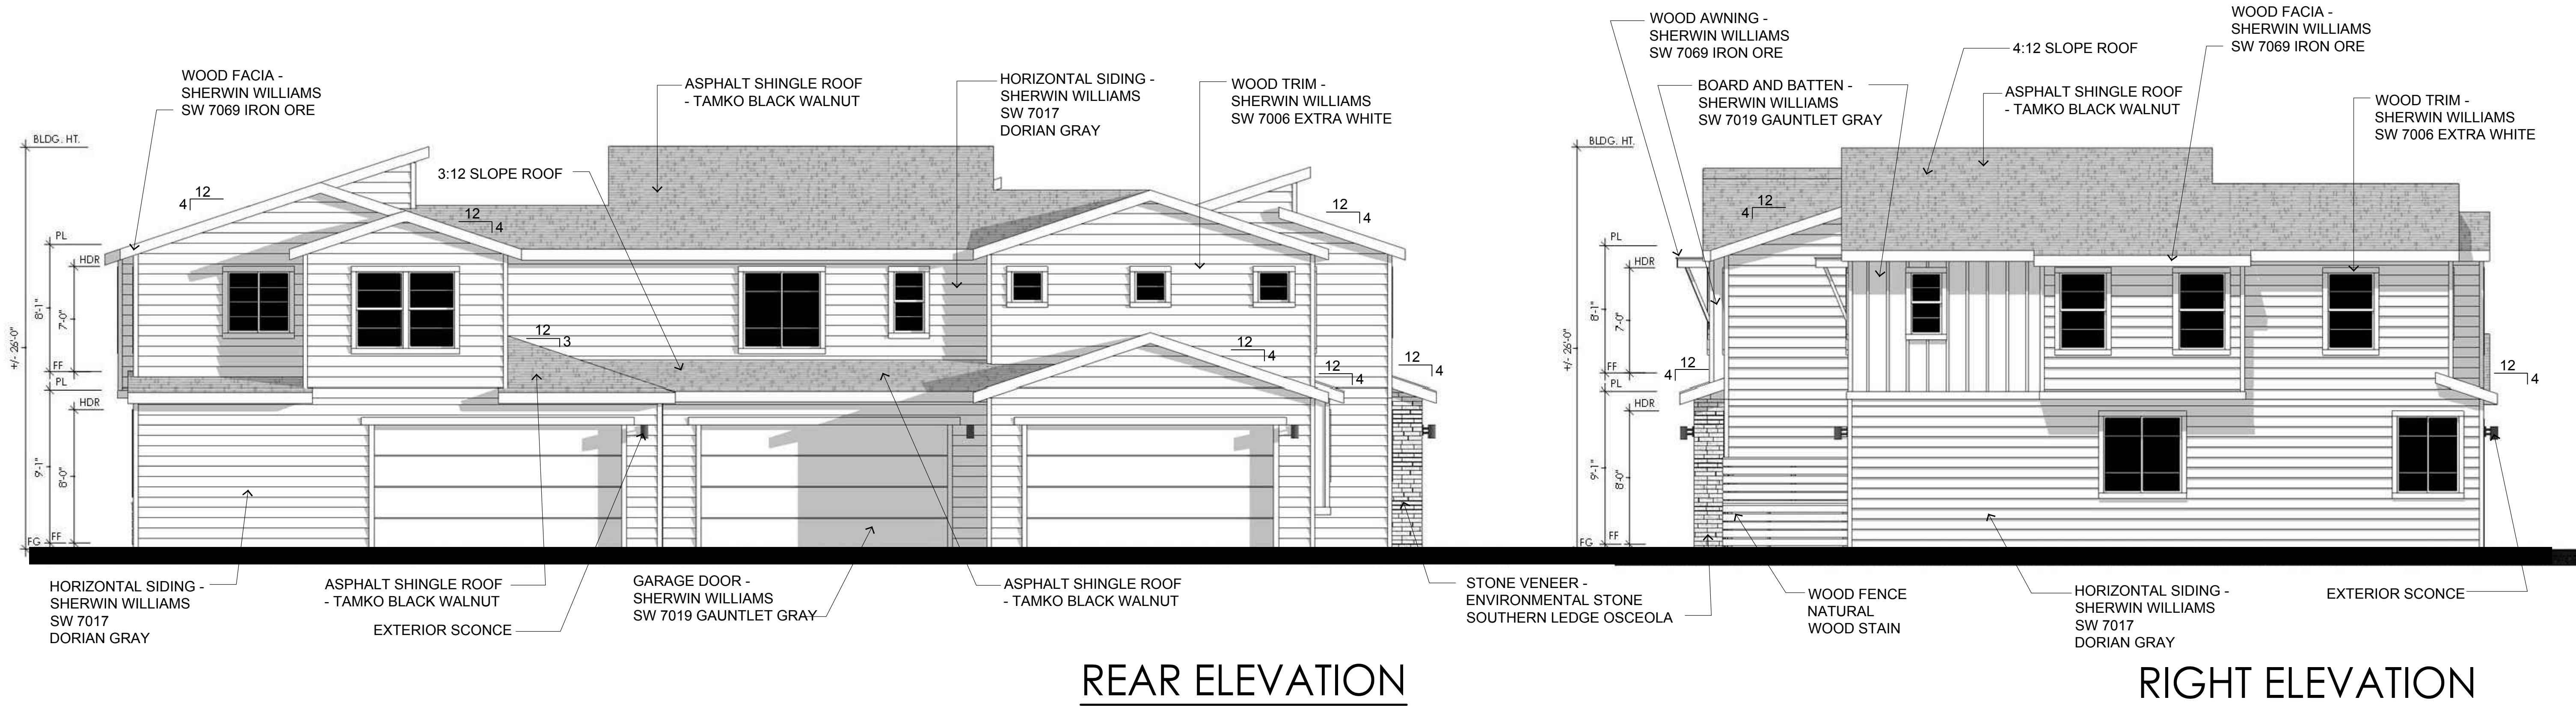 WOOD FACIA -
SHERWIN WILLIAMS
SW 7069 IRON ORE
ASPHALT SHINGLE ROOF
- TAMKO BLACK WALNUT
HORIZONTAL SIDING -
SHERWIN WILLIAMS
SW 7017
DORIAN GRAY
WOOD TRIM -
SHERWIN WILLIAMS
SW 7006 EXTRA WHITE
3:12 SLOPE ROOF
BLDG. HT.
12
4
12
4
12
4
PL
HDR
8'-1"
7'-0"
+/- 26'-0"
12
3
12
4
12
4
12
4
FF
PL
HDR
9'-1"
8'-0"
FG
FF
HORIZONTAL SIDING -
SHERWIN WILLIAMS
SW 7017
DORIAN GRAY
ASPHALT SHINGLE ROOF
- TAMKO BLACK WALNUT
EXTERIOR SCONCE
GARAGE DOOR -
SHERWIN WILLIAMS
SW 7019 GAUNTLET GRAY
ASPHALT SHINGLE ROOF
- TAMKO BLACK WALNUT
STONE VENEER -
ENVIRONMENTAL STONE
SOUTHERN LEDGE OSCEOLA
REAR ELEVATION
WOOD AWNING -
SHERWIN WILLIAMS
SW 7069 IRON ORE
BOARD AND BATTEN -
SHERWIN WILLIAMS
SW 7019 GAUNTLET GRAY
4:12 SLOPE ROOF
ASPHALT SHINGLE ROOF
- TAMKO BLACK WALNUT
WOOD FACIA -
SHERWIN WILLIAMS
SW 7069 IRON ORE
WOOD TRIM -
SHERWIN WILLIAMS
SW 7006 EXTRA WHITE
BLDG. HT.
12
4
PL
HDR
8'-1"
7'-0"
+/- 26'-0"
12
4
12
4
FF
PL
HDR
9'-1"
8'-0"
FG
FF
WOOD FENCE
NATURAL
WOOD STAIN
HORIZONTAL SIDING -
SHERWIN WILLIAMS
SW 7017
DORIAN GRAY
EXTERIOR SCONCE
RIGHT ELEVATION